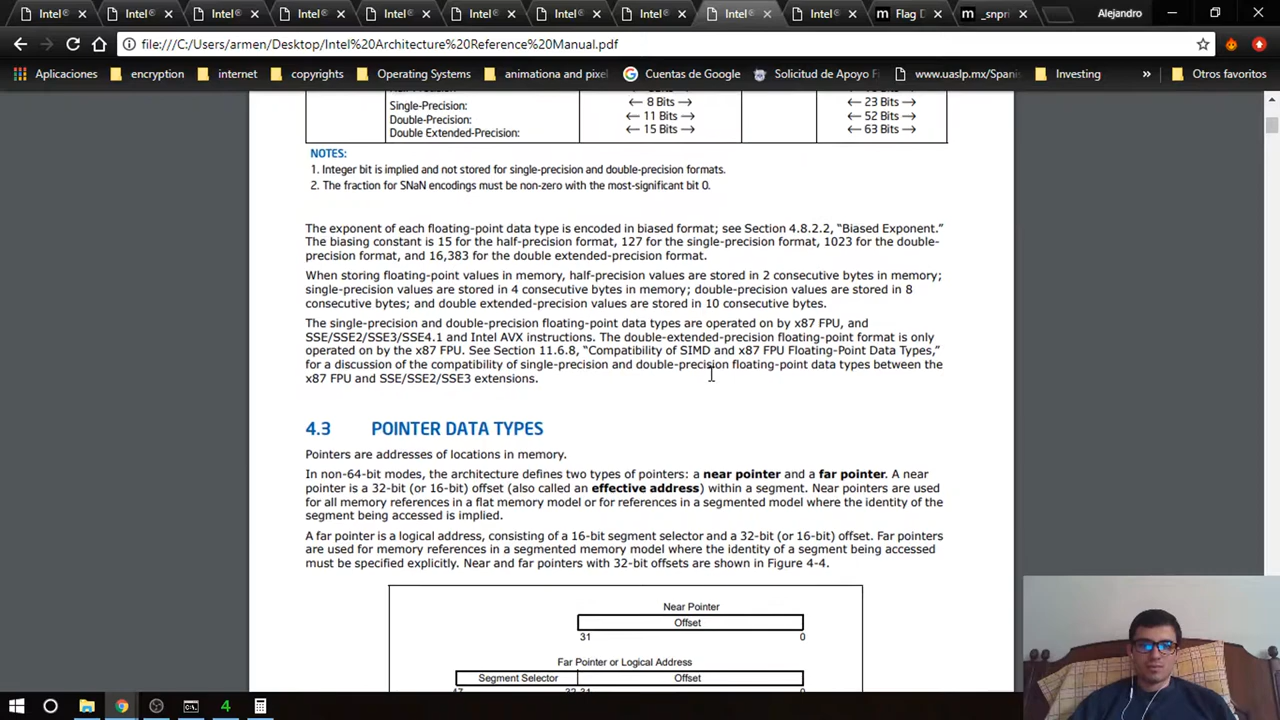 Intel®
Intel®
Intel®
Intel®
Intel®
Intel®
Intel®
Intel®
Intel®
Intel®
Flag D
_snpri
Alejandro
file:///C:/Users/armen/Desktop/Intel%20Architecture%20Reference%20Manual.pdf
Aplicaciones encryption internet copyrights Operating Systems animationa and pixel Cuentas de Google Solicitud de Apoyo Fi www.uaslp.mx/Spanis Investing » Otros favoritos
Single-Precision: ← 8 Bits → ← 23 Bits →
Double-Precision: ← 11 Bits → ← 52 Bits →
Double Extended-Precision: ← 15 Bits → ← 63 Bits →
NOTES:
1. Integer bit is implied and not stored for single-precision and double-precision formats.
2. The fraction for SNaN encodings must be non-zero with the most-significant bit 0.
The exponent of each floating-point data type is encoded in biased format; see Section 4.8.2.2, “Biased Exponent.”
The biasing constant is 15 for the half-precision format, 127 for the single-precision format, 1023 for the double-
precision format, and 16,383 for the double extended-precision format.
When storing floating-point values in memory, half-precision values are stored in 2 consecutive bytes in memory;
single-precision values are stored in 4 consecutive bytes in memory; double-precision values are stored in 8
consecutive bytes; and double extended-precision values are stored in 10 consecutive bytes.
The single-precision and double-precision floating-point data types are operated on by x87 FPU, and
SSE/SSE2/SSE3/SSE4.1 and Intel AVX instructions. The double-extended-precision floating-point format is only
operated on by the x87 FPU. See Section 11.6.8, “Compatibility of SIMD and x87 FPU Floating-Point Data Types,”
for a discussion of the compatibility of single-precision and double-precision floating-point data types between the
x87 FPU and SSE/SSE2/SSE3 extensions.
4.3 POINTER DATA TYPES
Pointers are addresses of locations in memory.
In non-64-bit modes, the architecture defines two types of pointers: a near pointer and a far pointer. A near
pointer is a 32-bit (or 16-bit) offset (also called an effective address) within a segment. Near pointers are used
for all memory references in a flat memory model or for references in a segmented model where the identity of the
segment being accessed is implied.
A far pointer is a logical address, consisting of a 16-bit segment selector and a 32-bit (or 16-bit) offset. Far pointers
are used for memory references in a segmented memory model where the identity of a segment being accessed
must be specified explicitly. Near and far pointers with 32-bit offsets are shown in Figure 4-4.
Near Pointer
Offset
31 0
Far Pointer or Logical Address
Segment Selector Offset
47 32 31 0